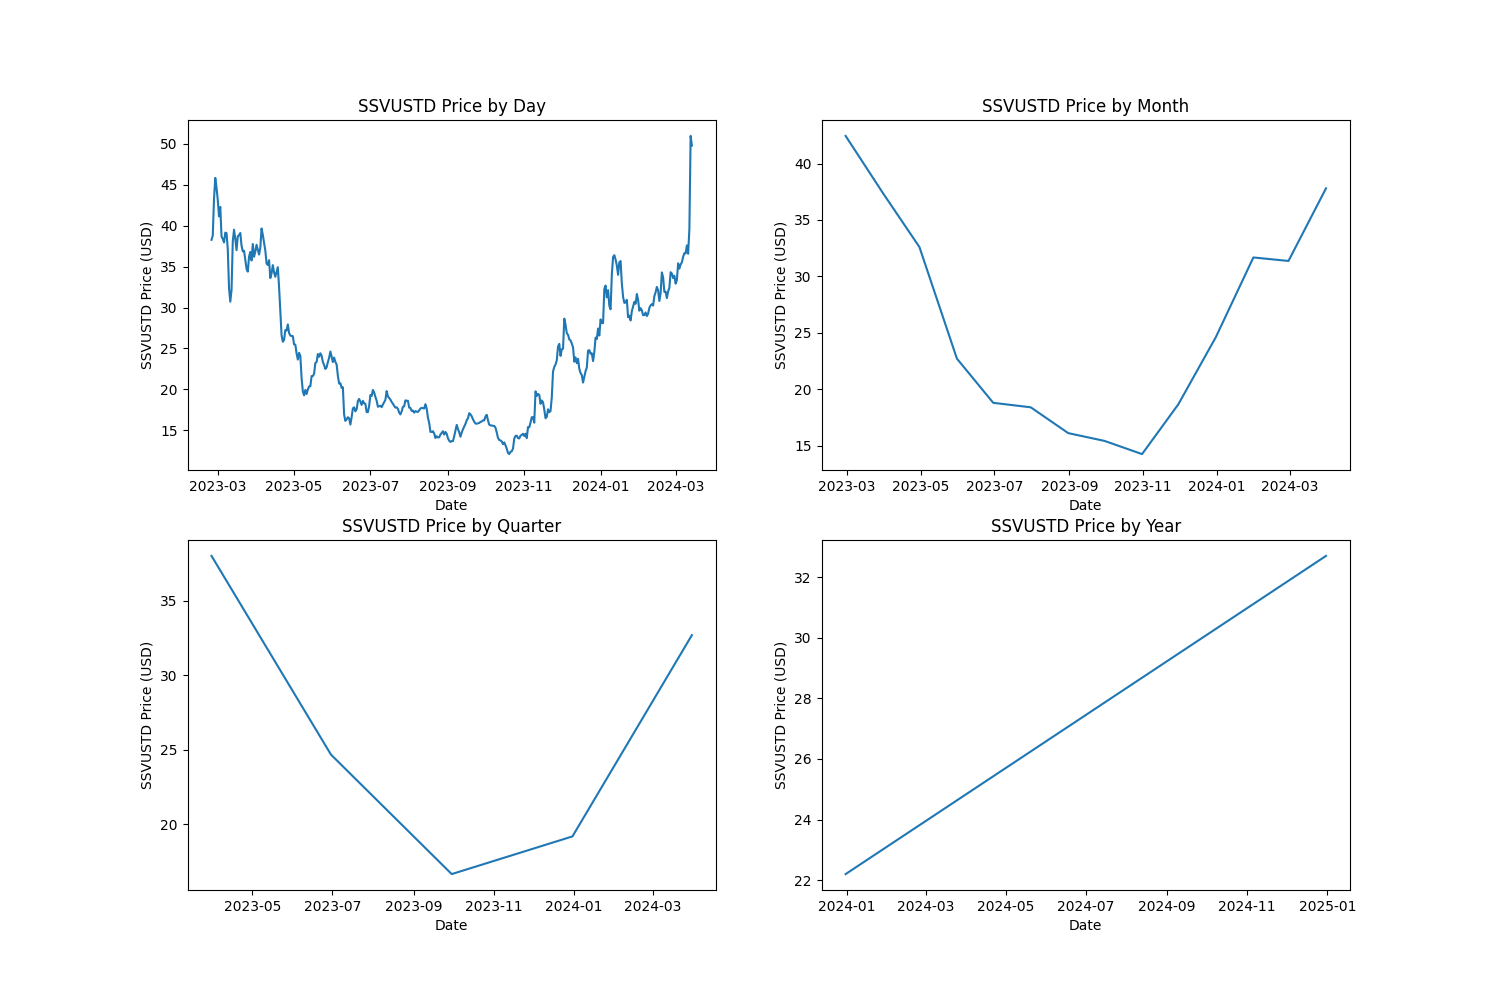 SSVUSTD Price by Day
SSVUSTD Price (USD)
50
45
40
35
30
25
20
15
2023-03 2023-05 2023-07 2023-09 2023-11 2024-01 2024-03
Date
SSVUSTD Price by Month
SSVUSTD Price (USD)
40
35
30
25
20
15
2023-03 2023-05 2023-07 2023-09 2023-11 2024-01 2024-03
Date
SSVUSTD Price by Quarter
SSVUSTD Price (USD)
35
30
25
20
2023-05 2023-07 2023-09 2023-11 2024-01 2024-03
Date
SSVUSTD Price by Year
SSVUSTD Price (USD)
32
30
28
26
24
22
2024-01 2024-03 2024-05 2024-07 2024-09 2024-11 2025-01
Date